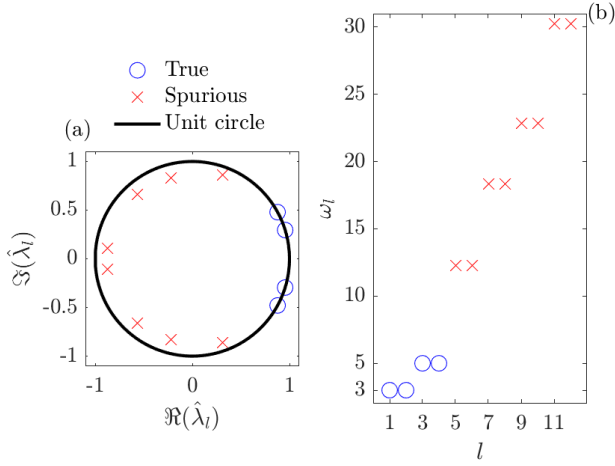 True
Spurious
Unit circle
(a)
1
0.5
0
-0.5
-1
ℑ(λ̂_l)
-1 0 1
ℜ(λ̂_l)
(b)
30
25
20
15
10
5
3
ω_l
1 3 5 7 9 11
l